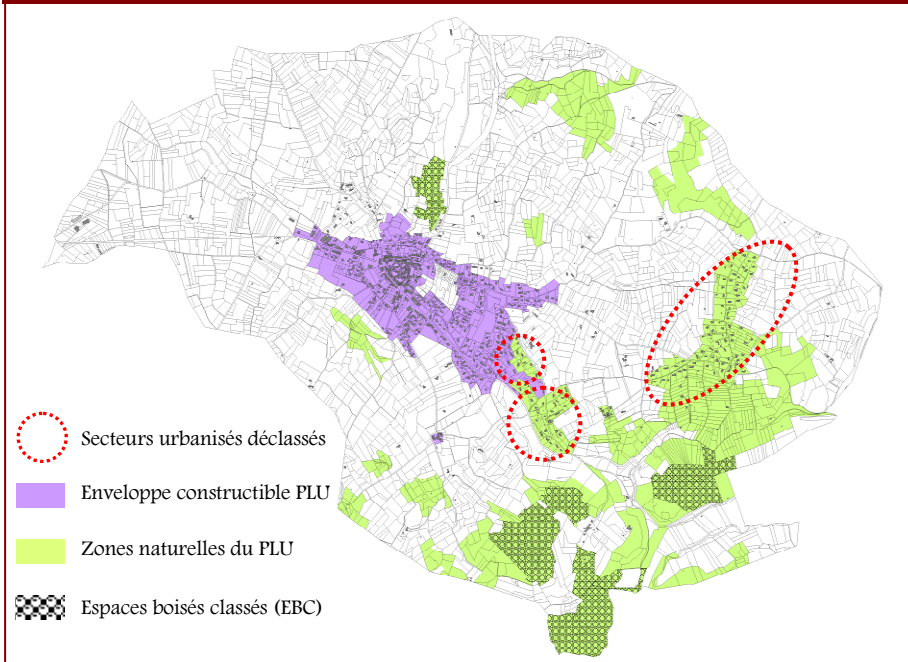 Secteurs urbanisés déclassés
Enveloppe constructible PLU
Zones naturelles du PLU
Espaces boisés classés (EBC)